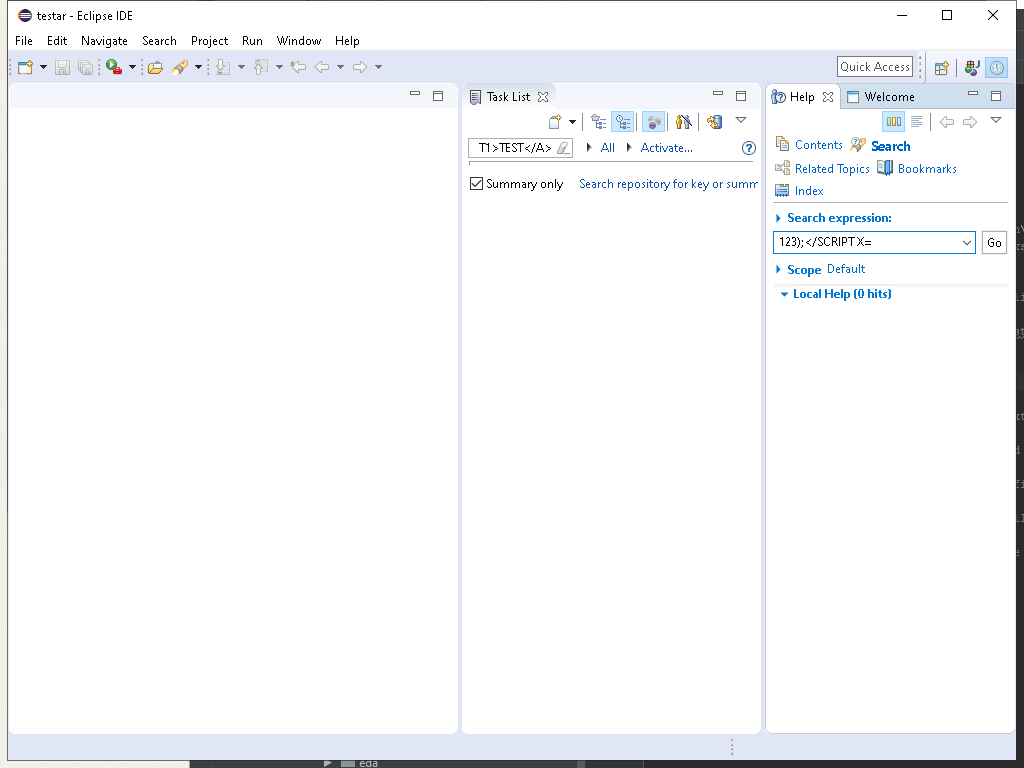 testar - Eclipse IDE
File Edit Navigate Search Project Run Window Help
Quick Access
Task List
T1>TEST</A> All Activate...
Summary only Search repository for key or summ
Help Welcome
Contents Search
Related Topics Bookmarks
Index
Search expression:
123);</SCRIPTX= Go
Scope Default
Local Help (0 hits)
eda